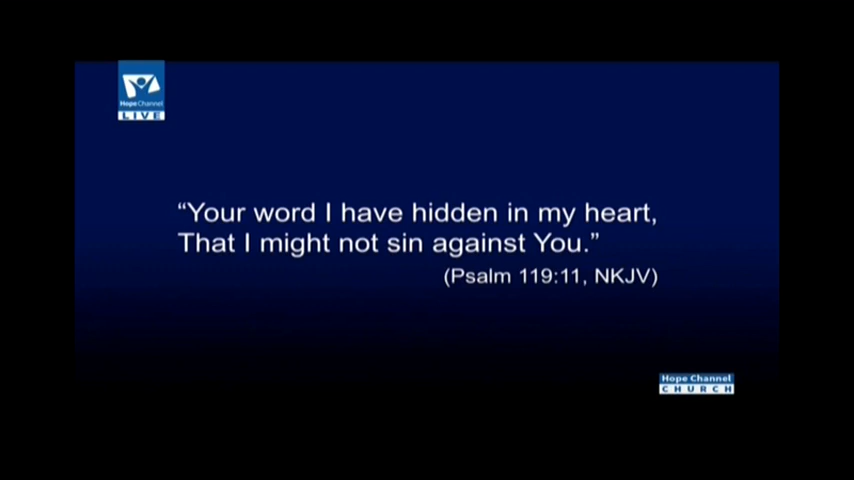 Hope Channel
LIVE
“Your word I have hidden in my heart,
That I might not sin against You.”
(Psalm 119:11, NKJV)
Hope Channel
CHURCH